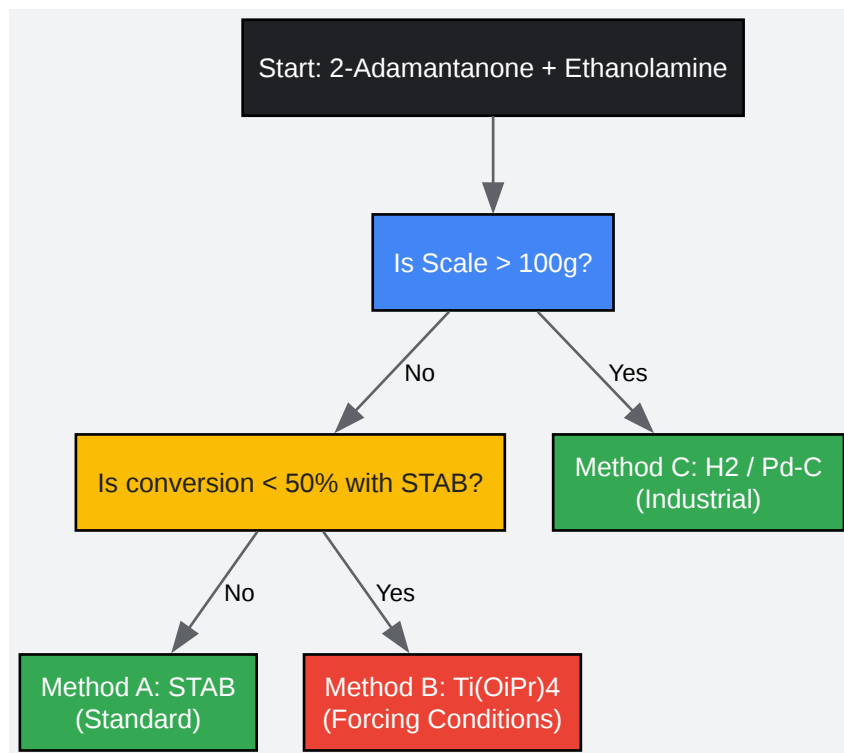 Start: 2-Adamantanone + Ethanolamine
Is Scale > 100g?
No
Yes
Is conversion < 50% with STAB?
Method C: H2 / Pd-C
(Industrial)
No
Yes
Method A: STAB
(Standard)
Method B: Ti(OiPr)4
(Forcing Conditions)